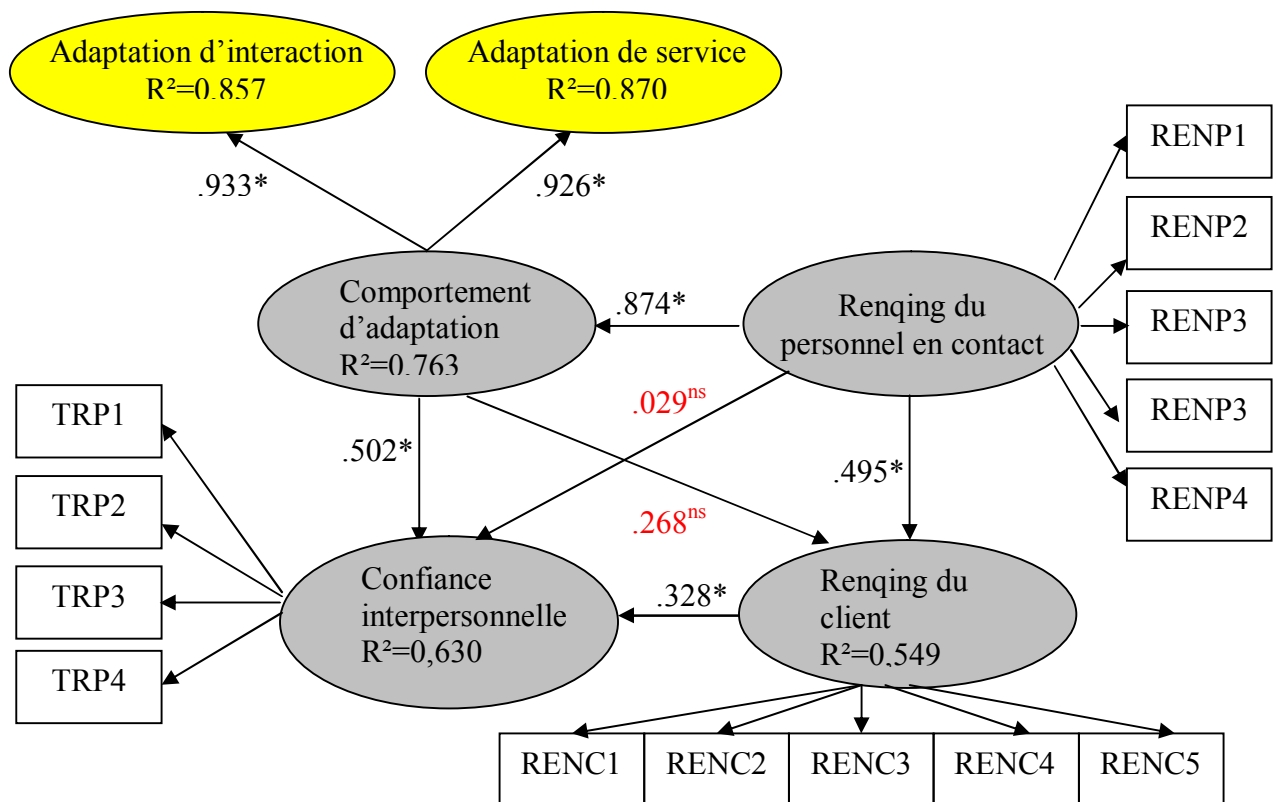 Adaptation d’interaction
R²=0.857
Adaptation de service
R²=0.870
.933*
.926*
RENP1
RENP2
RENP3
RENP3
RENP4
Comportement
d’adaptation
R²=0.763
.874*
Renqing du
personnel en contact
.029ns
.502*
.495*
.268ns
TRP1
TRP2
TRP3
TRP4
Confiance
interpersonnelle
R²=0,630
.328*
Renqing du
client
R²=0,549
RENC1
RENC2
RENC3
RENC4
RENC5